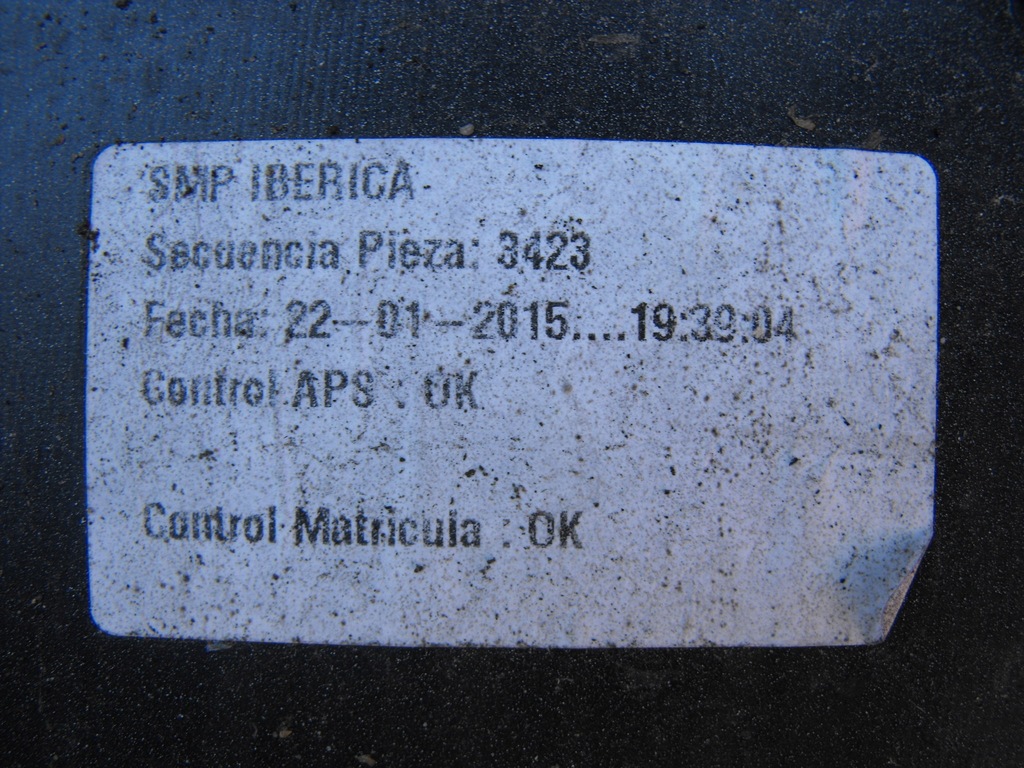 SMP IBERICA
Secuencia Pieza: 3423
Fecha: 22-01-2015....19:39:04
Control APS : OK
Control Matricula : OK